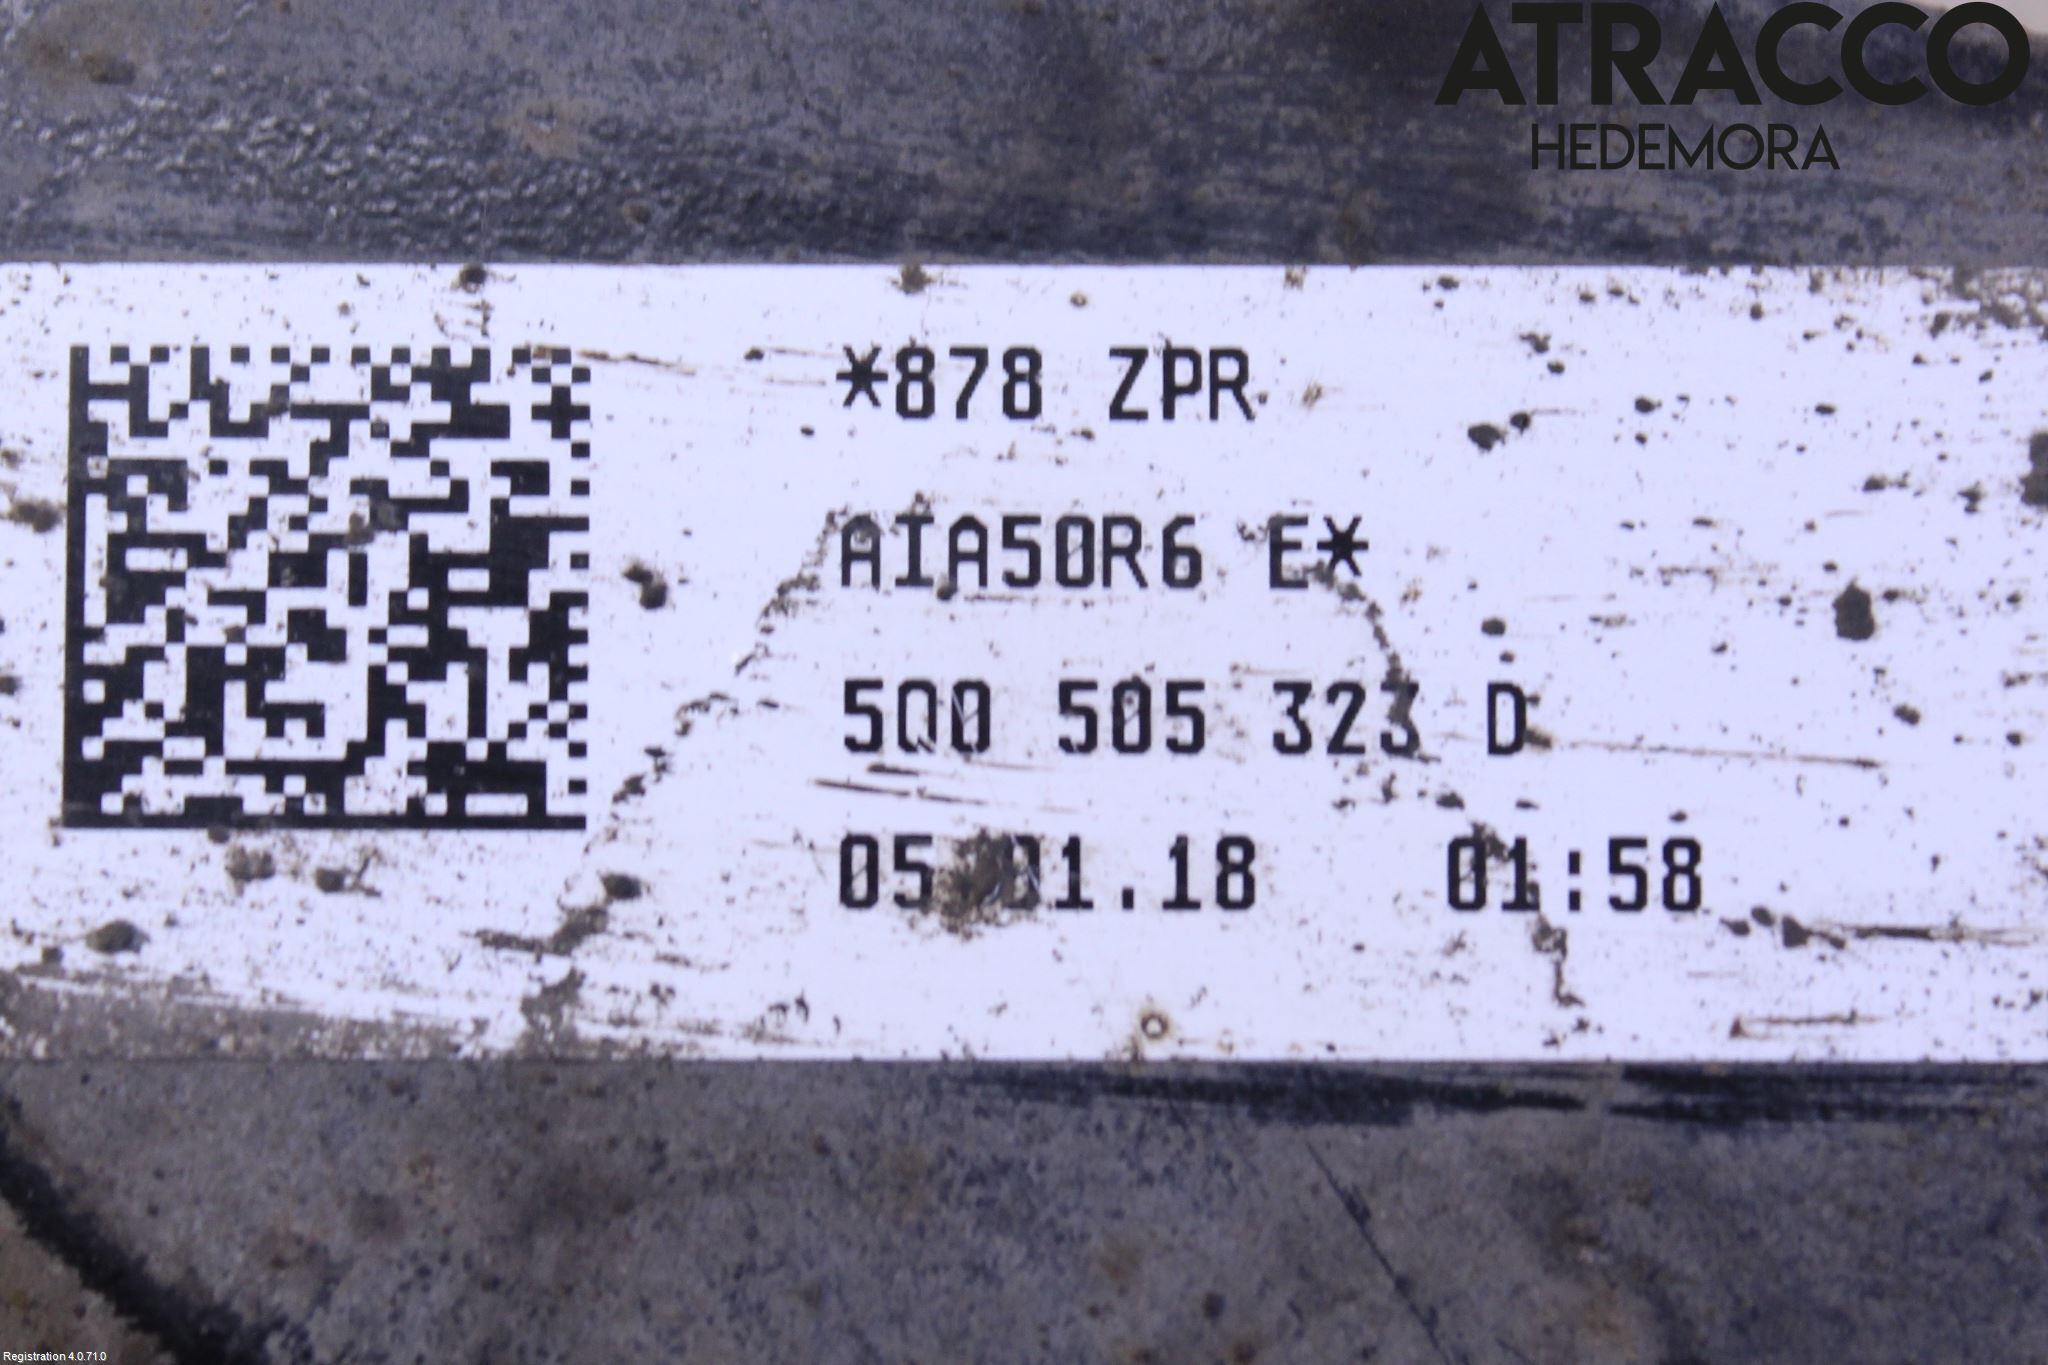 ATRACCO
HEDEMORA
*878 ZPR
AIA50R6 E*
5Q0 505 323 D
05.01.18 01:58
Registration 4.0.71.0